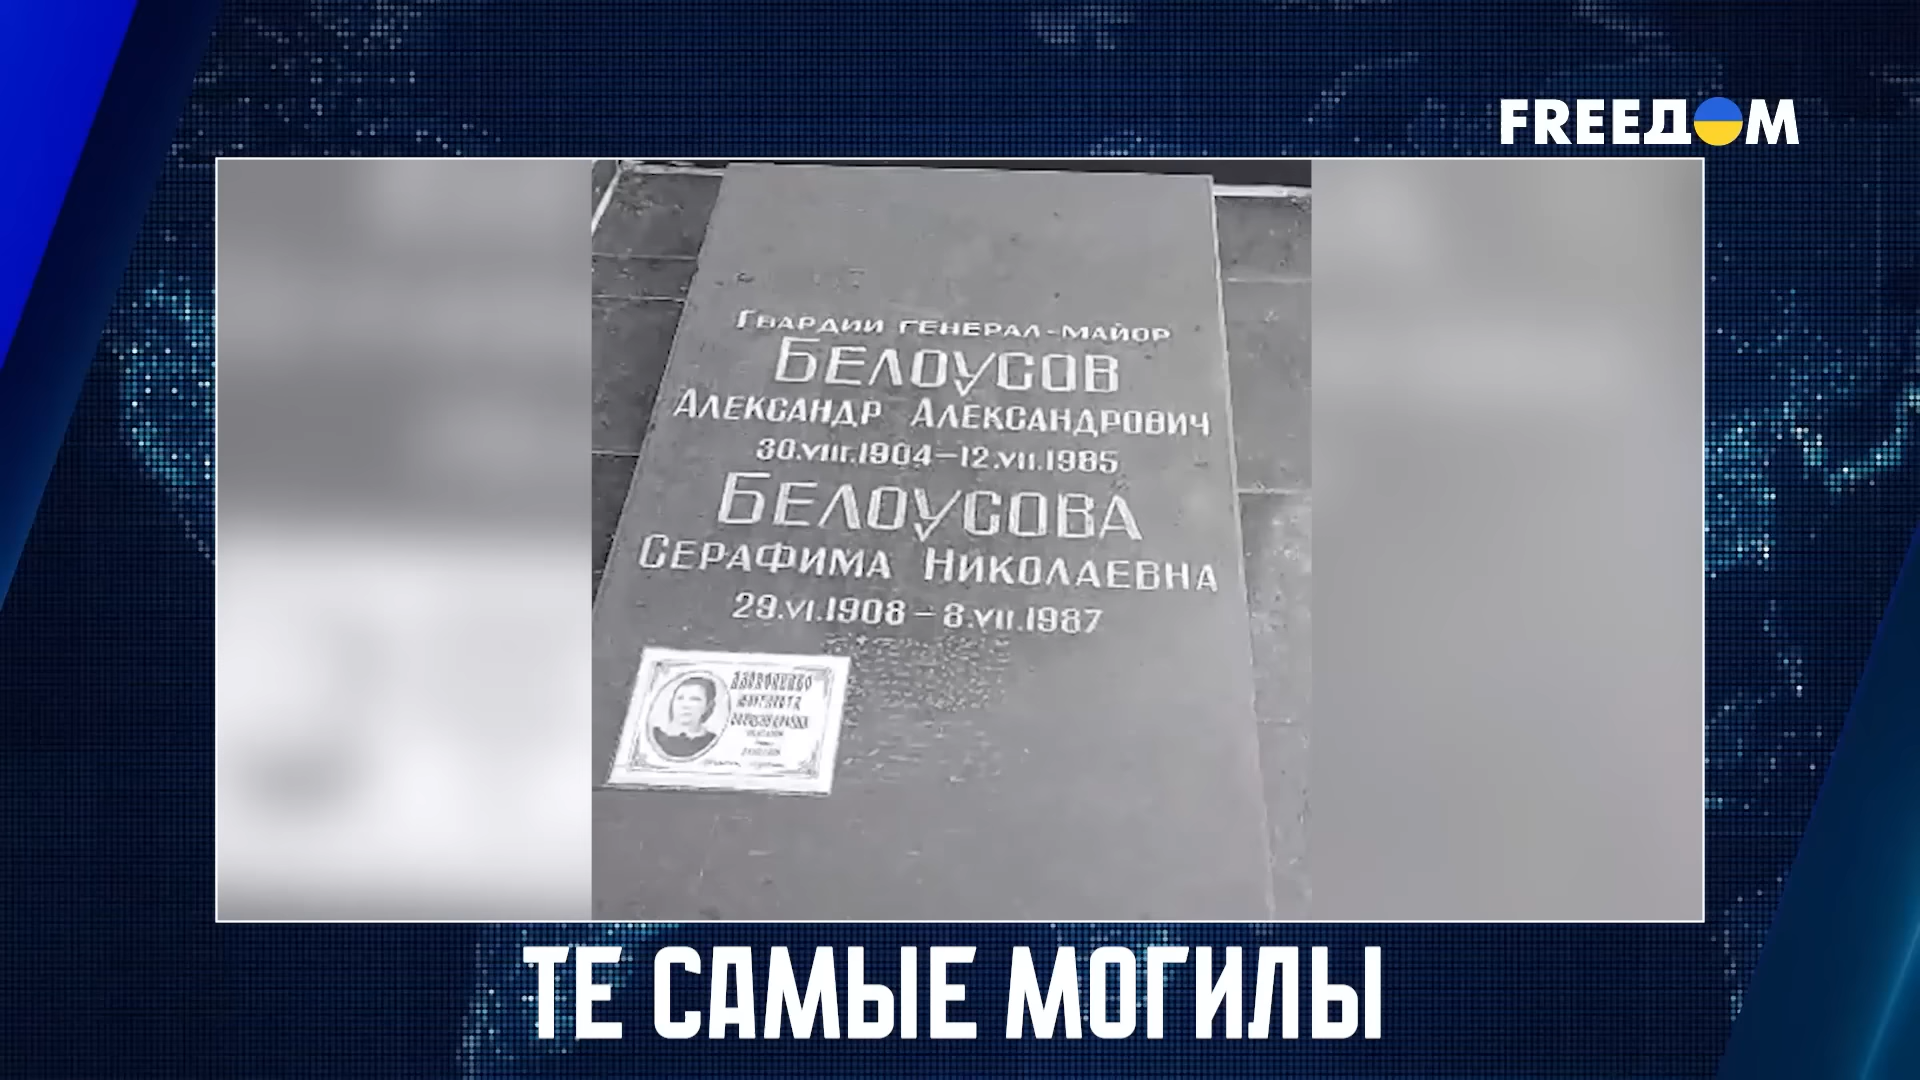 FREEДOM
Гвардии генерал-майор
БЕЛОУСОВ
Александр Александрович
30.VIII.1904–12.VII.1985
БЕЛОУСОВА
Серафима Николаевна
29.VI.1908–8.VII.1987
ТЕ САМЫЕ МОГИЛЫ